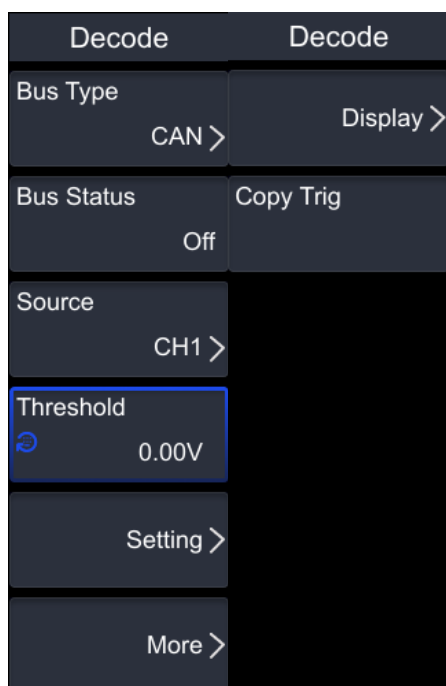 Decode
Bus Type
CAN >
Bus Status
Off
Source
CH1 >
Threshold
0.00V
Setting >
More >
Decode
Display >
Copy Trig